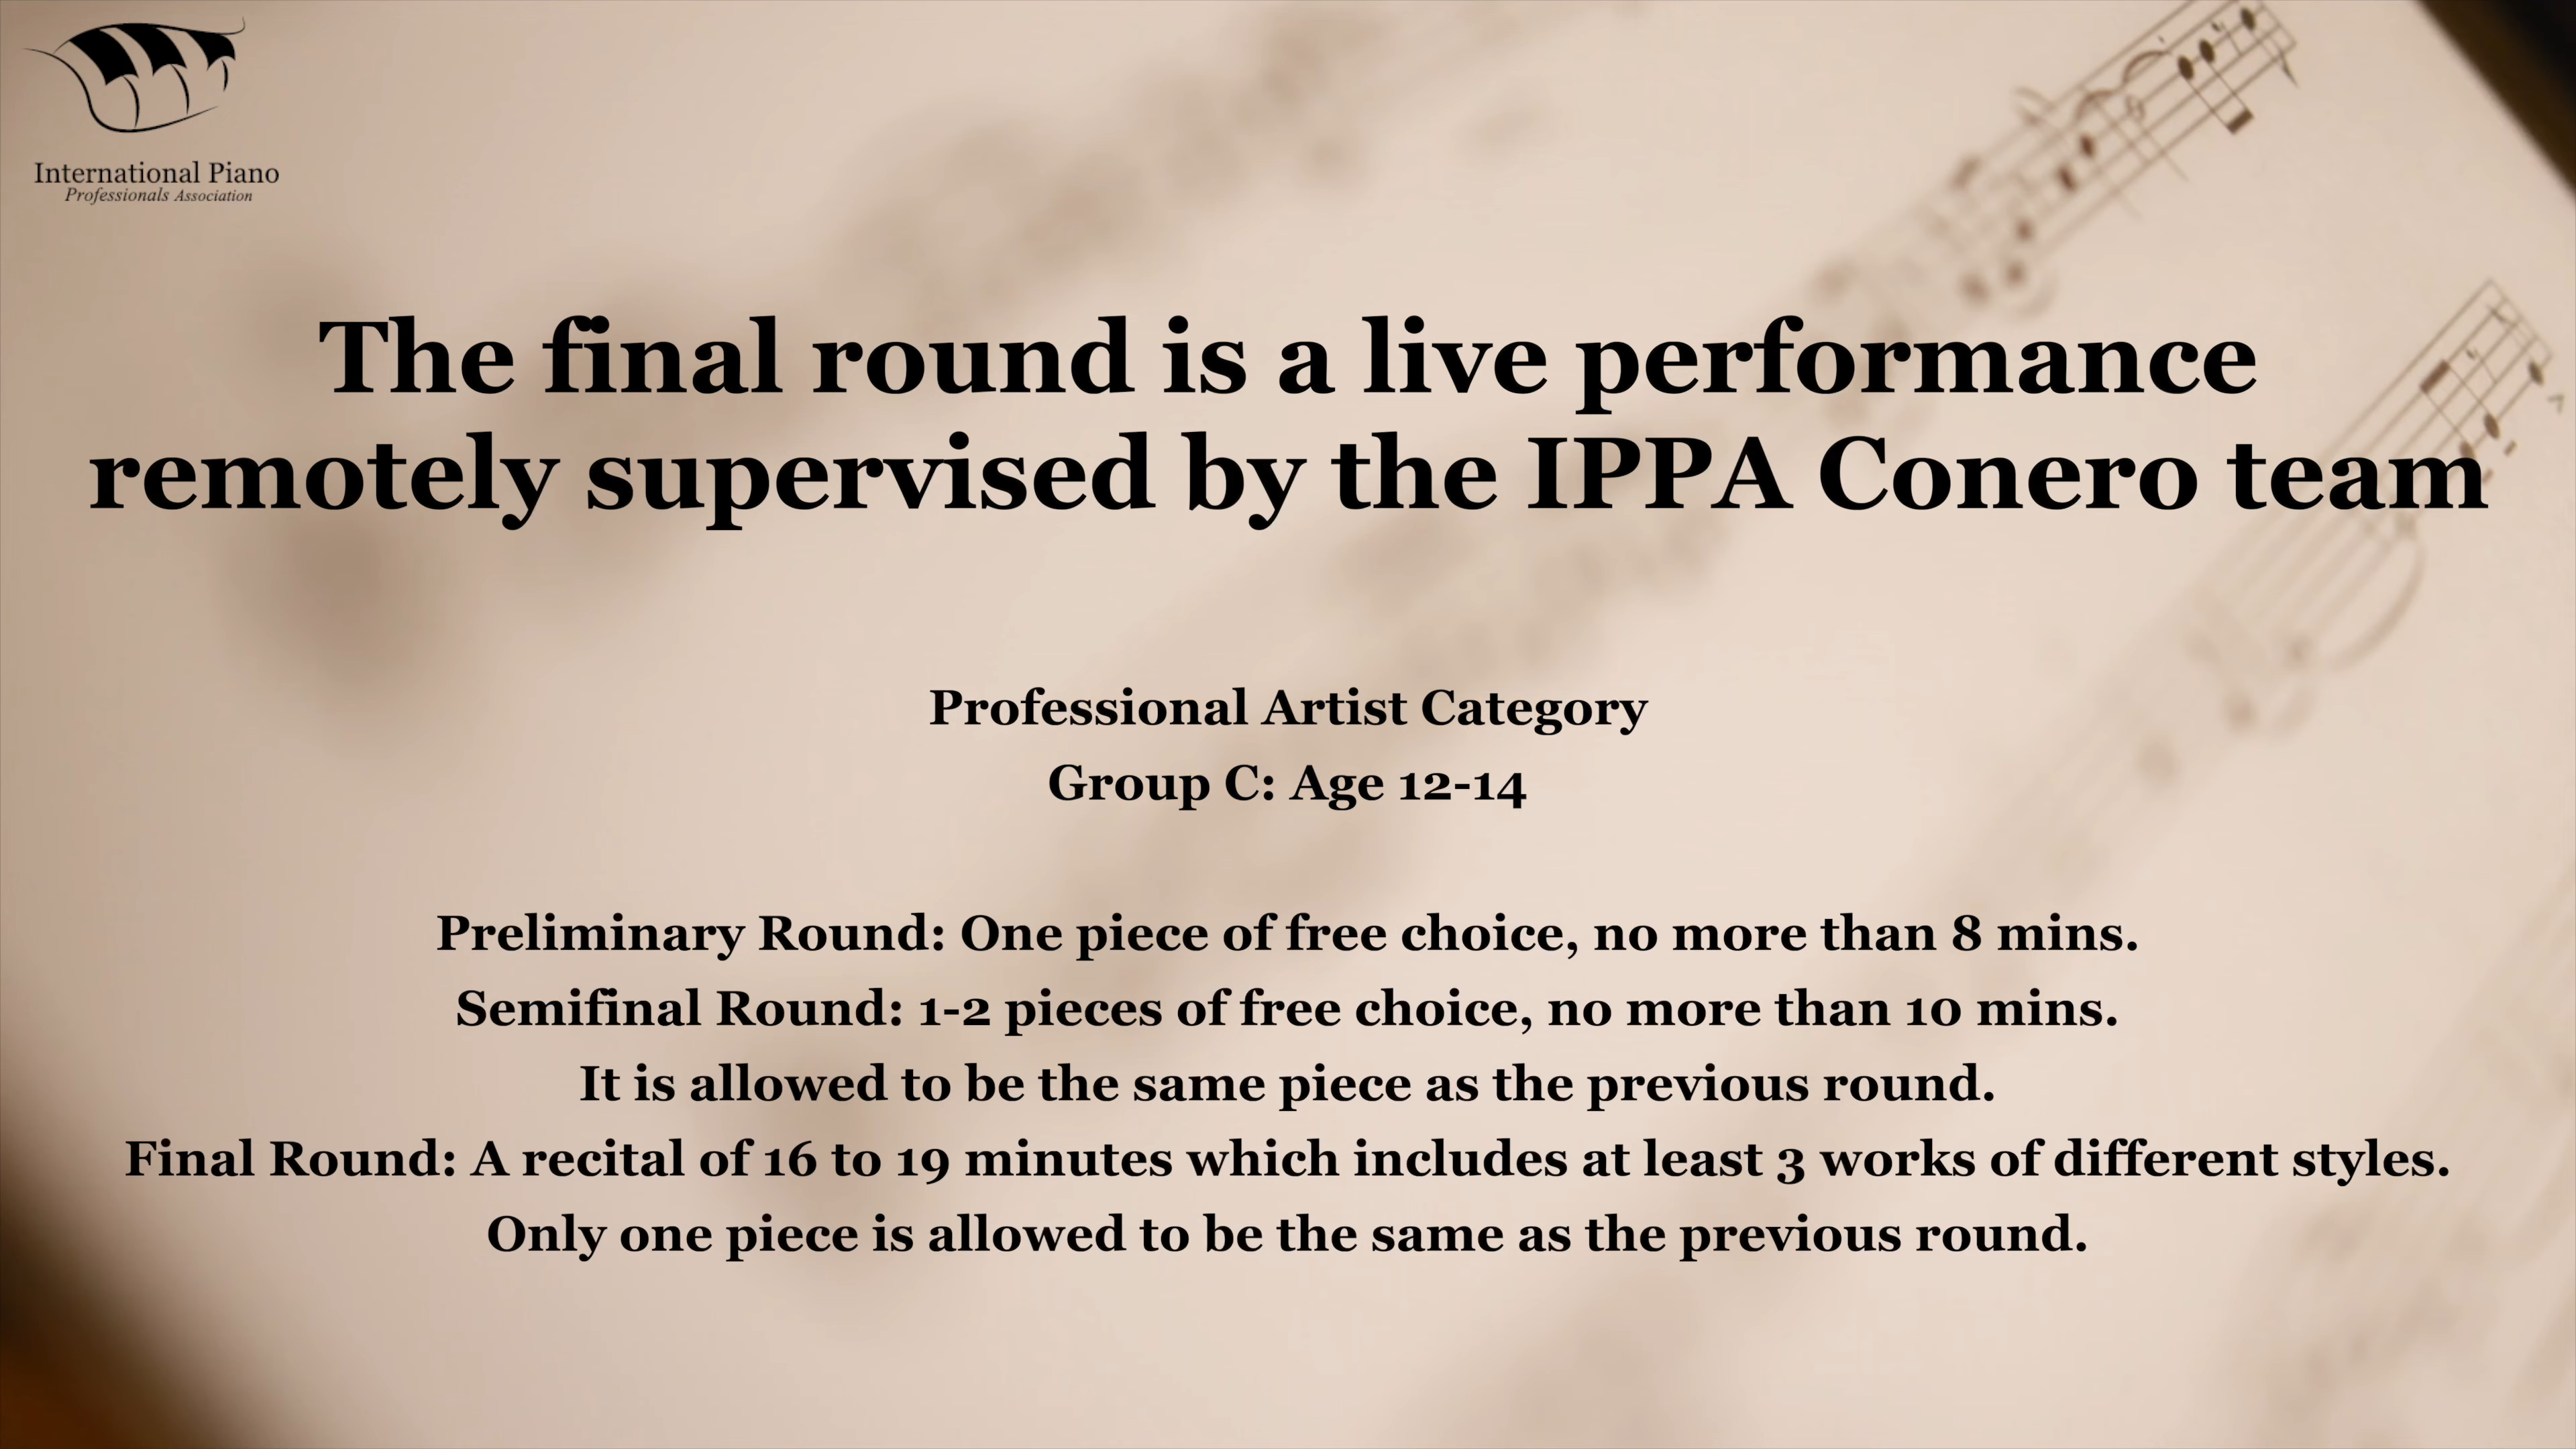 International Piano
Professionals Association
The final round is a live performance
remotely supervised by the IPPA Conero team
Professional Artist Category
Group C: Age 12-14
Preliminary Round: One piece of free choice, no more than 8 mins.
Semifinal Round: 1-2 pieces of free choice, no more than 10 mins.
It is allowed to be the same piece as the previous round.
Final Round: A recital of 16 to 19 minutes which includes at least 3 works of different styles.
Only one piece is allowed to be the same as the previous round.